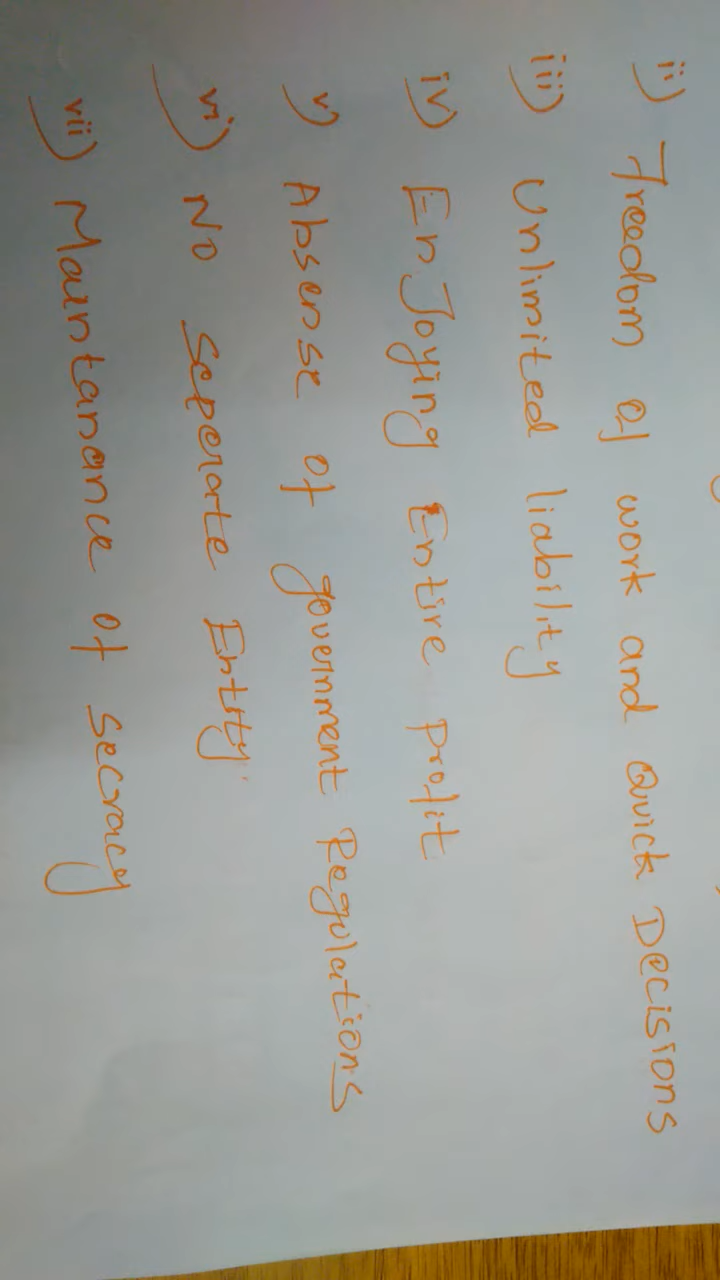 ii) Freedom of work and Quick Decisions
iii) Unlimited liability
iv) EnJoying Entire Profit
v) Absense of government Regulations
vi) No seperate Entity
vii) Maintanance of secracy